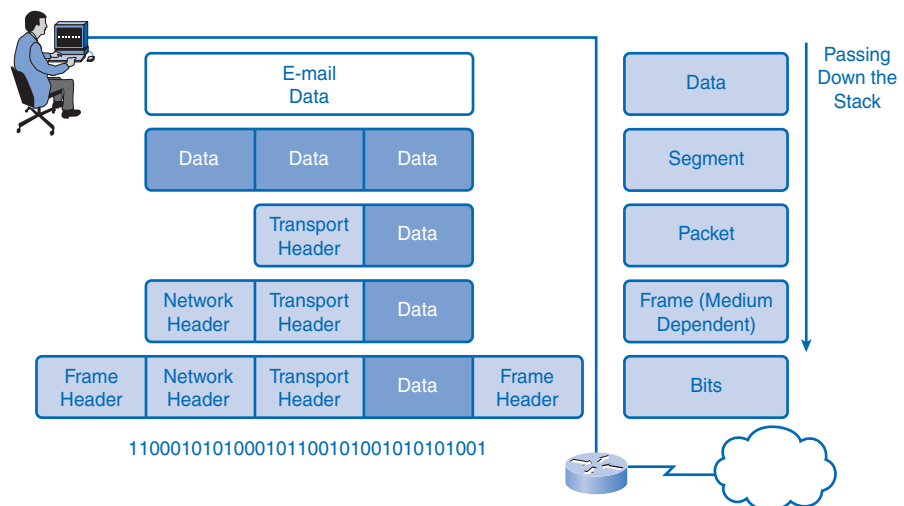 E-mail
Data
Data
Passing
Down the
Stack
Data Data Data
Segment
Transport
Header
Data
Packet
Network
Header
Transport
Header
Data
Frame (Medium
Dependent)
Frame
Header
Network
Header
Transport
Header
Data
Frame
Header
Bits
1100010101000101100101001010101001